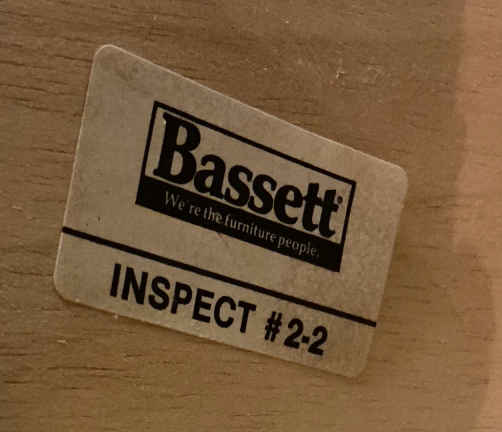 Bassett
We're the furniture people.
INSPECT #2-2